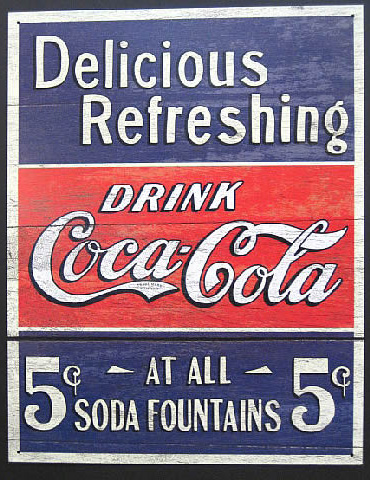 Delicious
Refreshing
DRINK
Coca-Cola
5¢ AT ALL 5¢
SODA FOUNTAINS